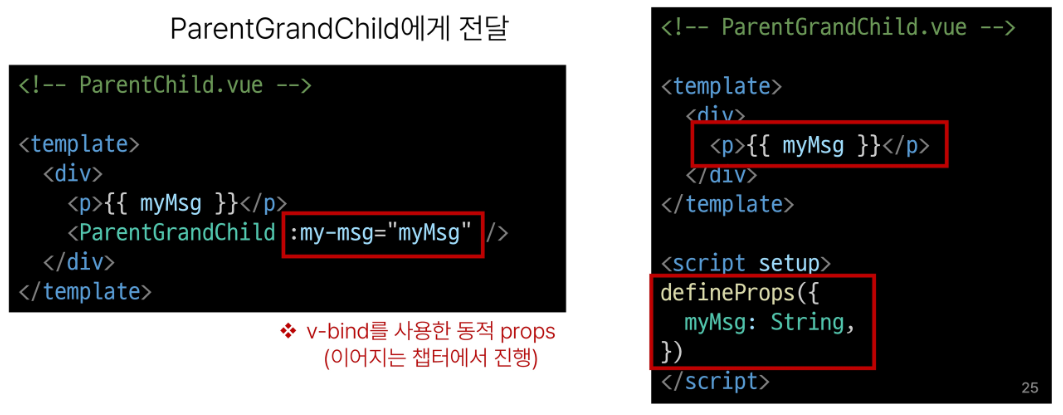 ParentGrandChild에게 전달
<!-- ParentChild.vue -->
<template>
  <div>
    <p>{{ myMsg }}</p>
    <ParentGrandChild :my-msg="myMsg" />
  </div>
</template>
❖ v-bind를 사용한 동적 props
(이어지는 챕터에서 진행)
<!-- ParentGrandChild.vue -->
<template>
  <div>
    <p>{{ myMsg }}</p>
  </div>
</template>
<script setup>
defineProps({
  myMsg: String,
})
</script>
25